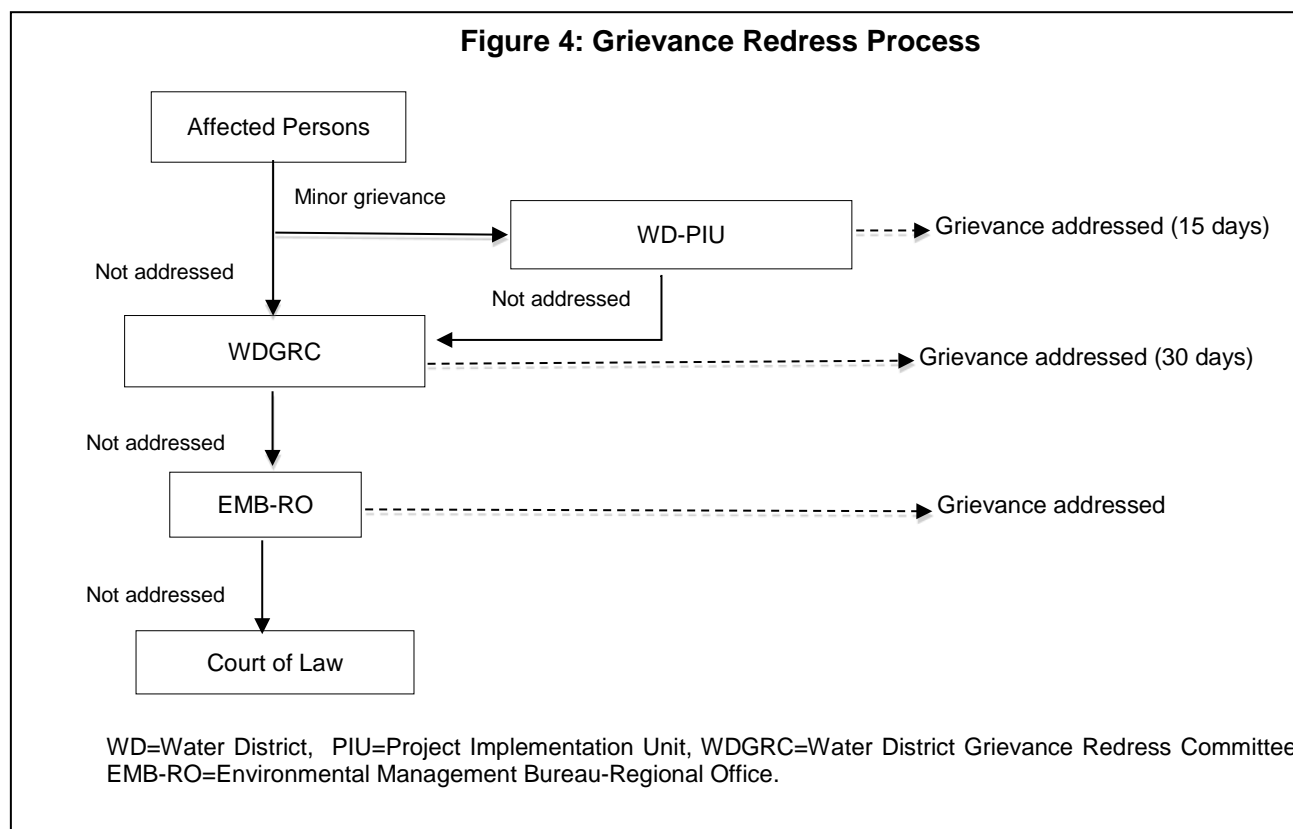 Figure 4: Grievance Redress Process
Affected Persons
Minor grievance
WD-PIU
Grievance addressed (15 days)
Not addressed
Not addressed
WDGRC
Grievance addressed (30 days)
Not addressed
EMB-RO
Grievance addressed
Not addressed
Court of Law
WD=Water District, PIU=Project Implementation Unit, WDGRC=Water District Grievance Redress Committee
EMB-RO=Environmental Management Bureau-Regional Office.